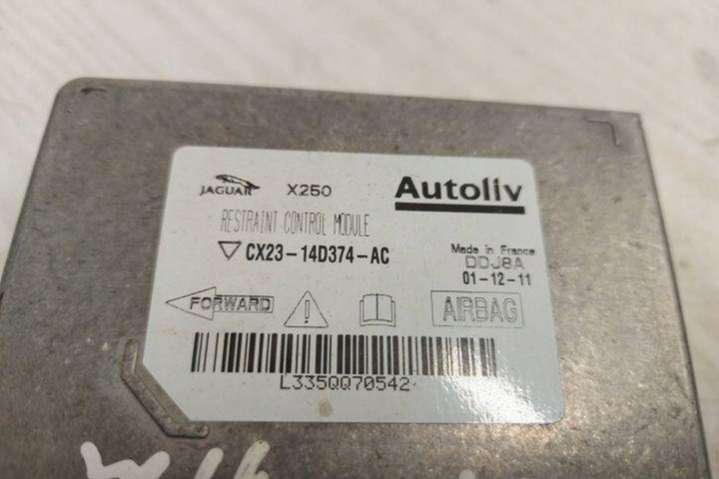 JAGUAR X250 Autoliv
RESTRAINT CONTROL MODULE
CX23-14D374-AC
Made in France
DDJ8A
01-12-11
FORWARD
AIRBAG
L335QQ70542